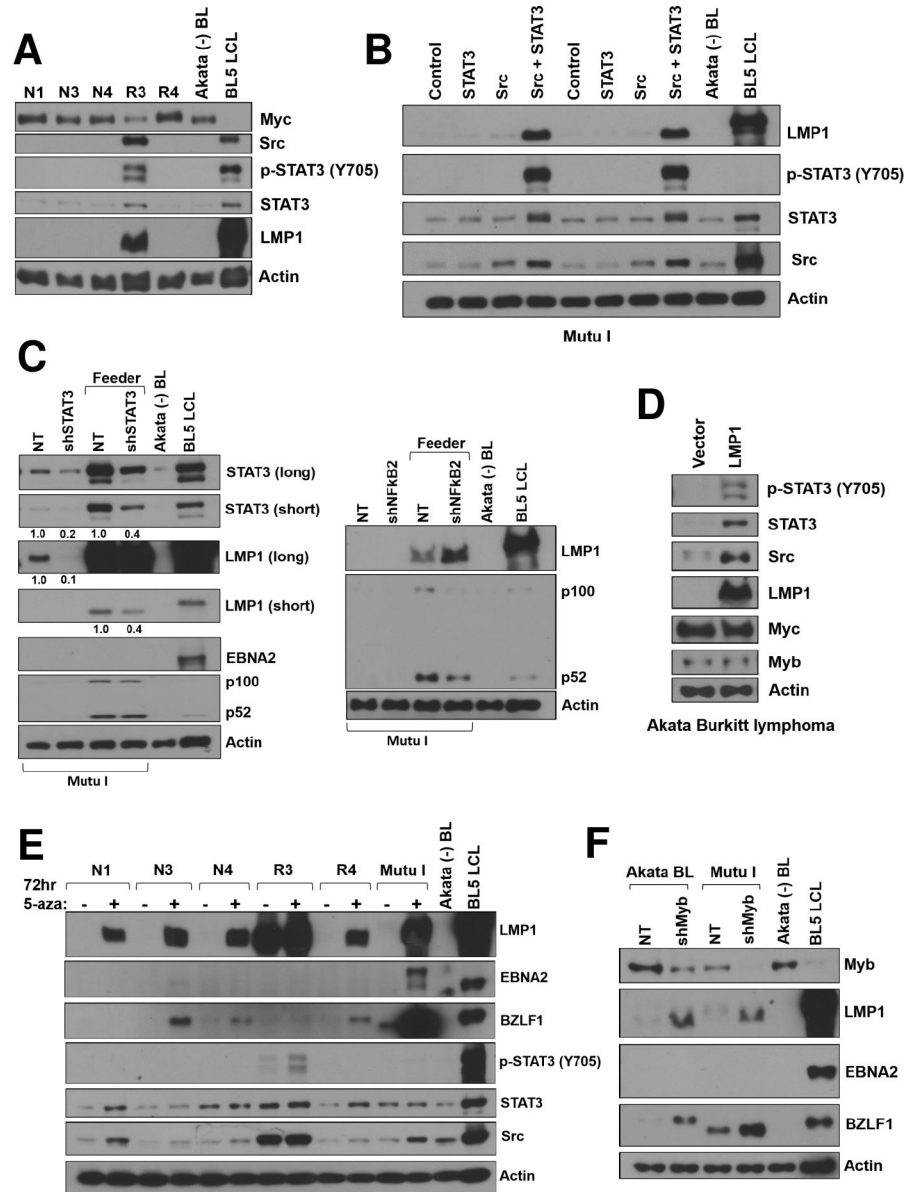 A
N1 N3 N4 R3 R4 Akata (-) BL BL5 LCL
Myc
Src
p-STAT3 (Y705)
STAT3
LMP1
Actin
B
Control STAT3 Src Src + STAT3 Control STAT3 Src Src + STAT3 Akata (-) BL BL5 LCL
LMP1
p-STAT3 (Y705)
STAT3
Src
Actin
Mutu I
C
Feeder
NT shSTAT3 NT shSTAT3 Akata (-) BL BL5 LCL
STAT3 (long)
STAT3 (short)
1.0 0.2 1.0 0.4
LMP1 (long)
1.0 0.1
LMP1 (short)
1.0 0.4
EBNA2
p100
p52
Actin
Mutu I
Feeder
NT shNFkB2 NT shNFkB2 Akata (-) BL BL5 LCL
LMP1
p100
p52
Actin
Mutu I
D
Vector LMP1
p-STAT3 (Y705)
STAT3
Src
LMP1
Myc
Myb
Actin
Akata Burkitt lymphoma
E
N1 N3 N4 R3 R4 Mutu I Akata (-) BL BL5 LCL
72hr
5-aza: - + - + - + - + - + - +
LMP1
EBNA2
BZLF1
p-STAT3 (Y705)
STAT3
Src
Actin
F
Akata BL Mutu I
NT shMyb NT shMyb Akata (-) BL BL5 LCL
Myb
LMP1
EBNA2
BZLF1
Actin